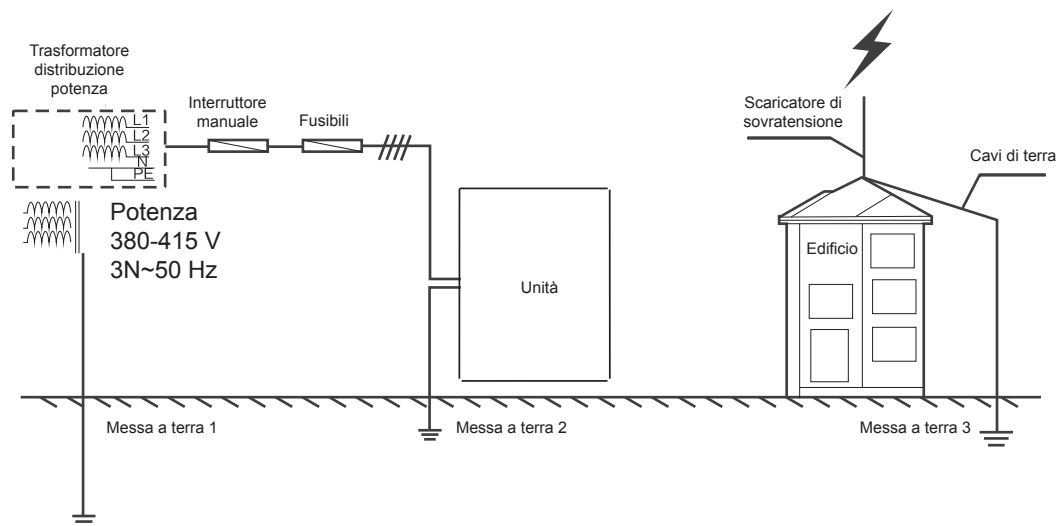 Trasformatore
distribuzione
potenza
L1
L2
L3
N
PE
Interruttore
manuale
Fusibili
Potenza
380-415 V
3N~50 Hz
Unità
Scaricatore di
sovratensione
Cavi di terra
Edificio
Messa a terra 1
Messa a terra 2
Messa a terra 3